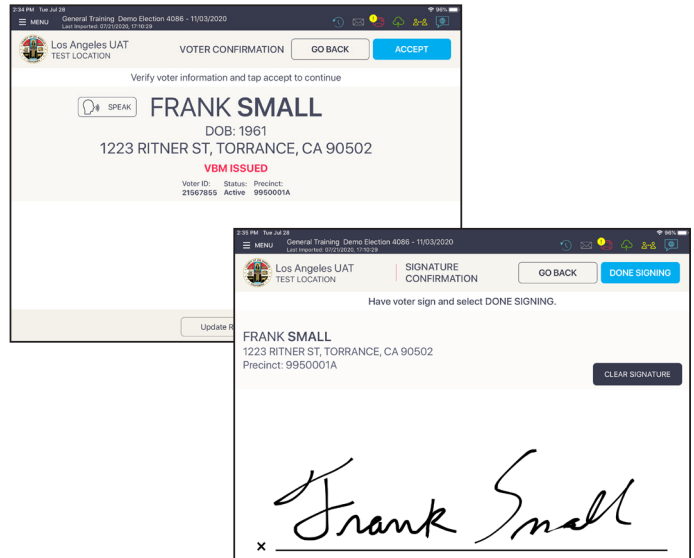 2:34 PM Tue Jul 28
96%
MENU
General Training Demo Election 4086 - 11/03/2020
Last Imported: 07/21/2020, 17:10:29
Los Angeles UAT
TEST LOCATION
VOTER CONFIRMATION
GO BACK
ACCEPT
Verify voter information and tap accept to continue
SPEAK
FRANK SMALL
DOB: 1961
1223 RITNER ST, TORRANCE, CA 90502
VBM ISSUED
Voter ID: Status: Precinct:
21567855 Active 9950001A
Update R
2:35 PM Tue Jul 28
96%
MENU
General Training Demo Election 4086 - 11/03/2020
Last Imported: 07/21/2020, 17:10:29
Los Angeles UAT
TEST LOCATION
SIGNATURE
CONFIRMATION
GO BACK
DONE SIGNING
Have voter sign and select DONE SIGNING.
FRANK SMALL
1223 RITNER ST, TORRANCE, CA 90502
Precinct: 9950001A
CLEAR SIGNATURE
Frank Small
×